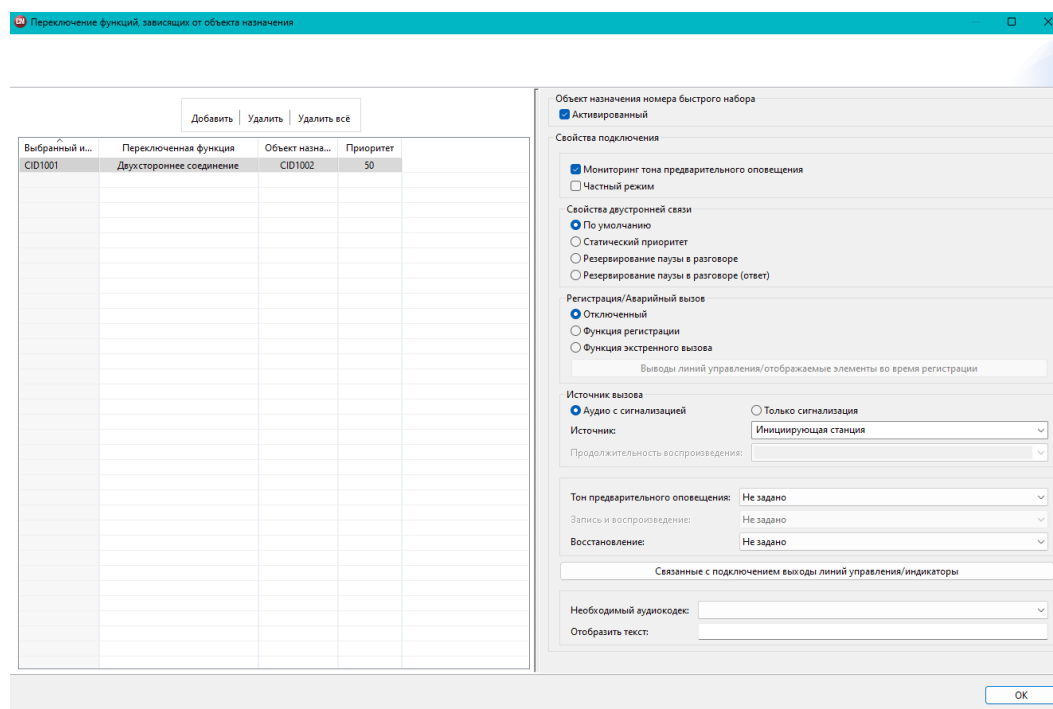 CN Переключение функций, зависящих от объекта назначения
Добавить Удалить Удалить всё
Выбранный и... Переключенная функция Объект назна... Приоритет
CID1001 Двухстороннее соединение CID1002 50
Объект назначения номера быстрого набора
Активированный
Свойства подключения
Мониторинг тона предварительного оповещения
Частный режим
Свойства двустронней связи
По умолчанию
Статический приоритет
Резервирование паузы в разговоре
Резервирование паузы в разговоре (ответ)
Регистрация/Аварийный вызов
Отключенный
Функция регистрации
Функция экстренного вызова
Выводы линий управления/отображаемые элементы во время регистрации
Источник вызова
Аудио с сигнализацией Только сигнализация
Источник: Инициирующая станция
Продолжительность воспроизведения:
Тон предварительного оповещения: Не задано
Запись и воспроизведение: Не задано
Восстановление: Не задано
Связанные с подключением выходы линий управления/индикаторы
Необходимый аудиокодек:
Отобразить текст:
OK